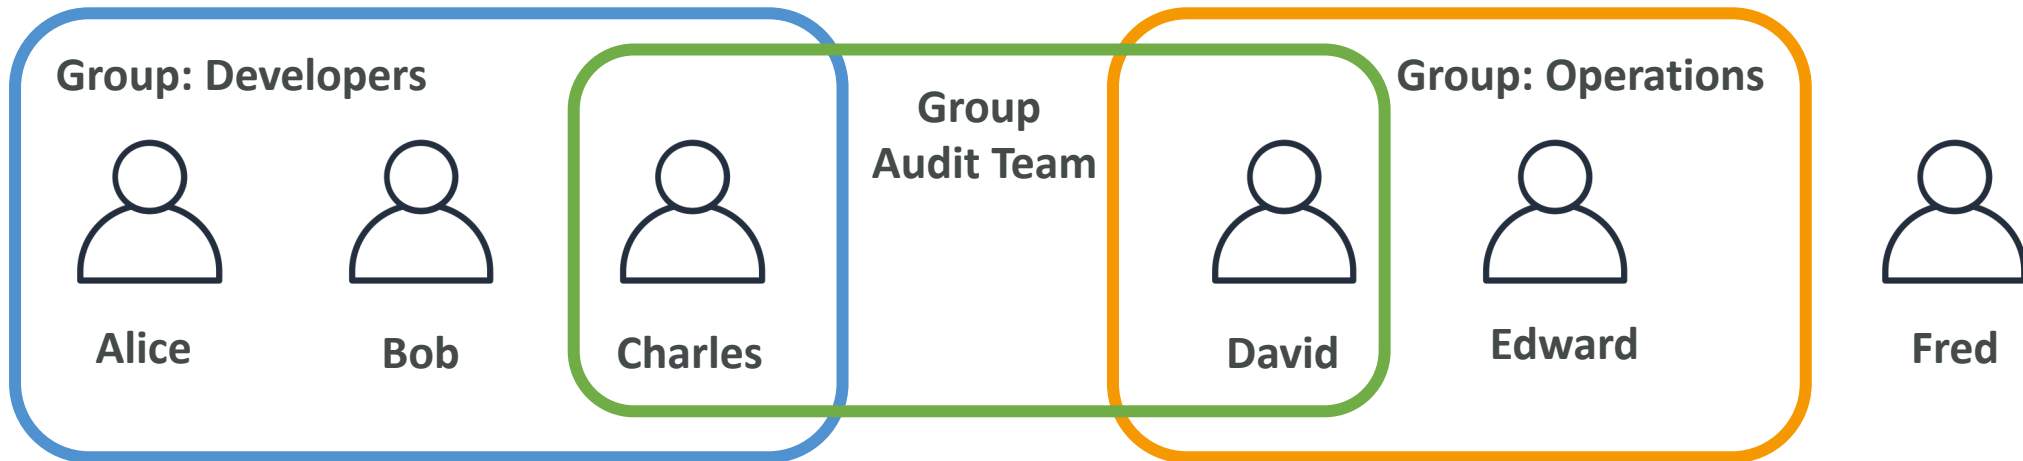 Group: Developers
Group
Audit Team
Group: Operations
Alice
Bob
Charles
David
Edward
Fred